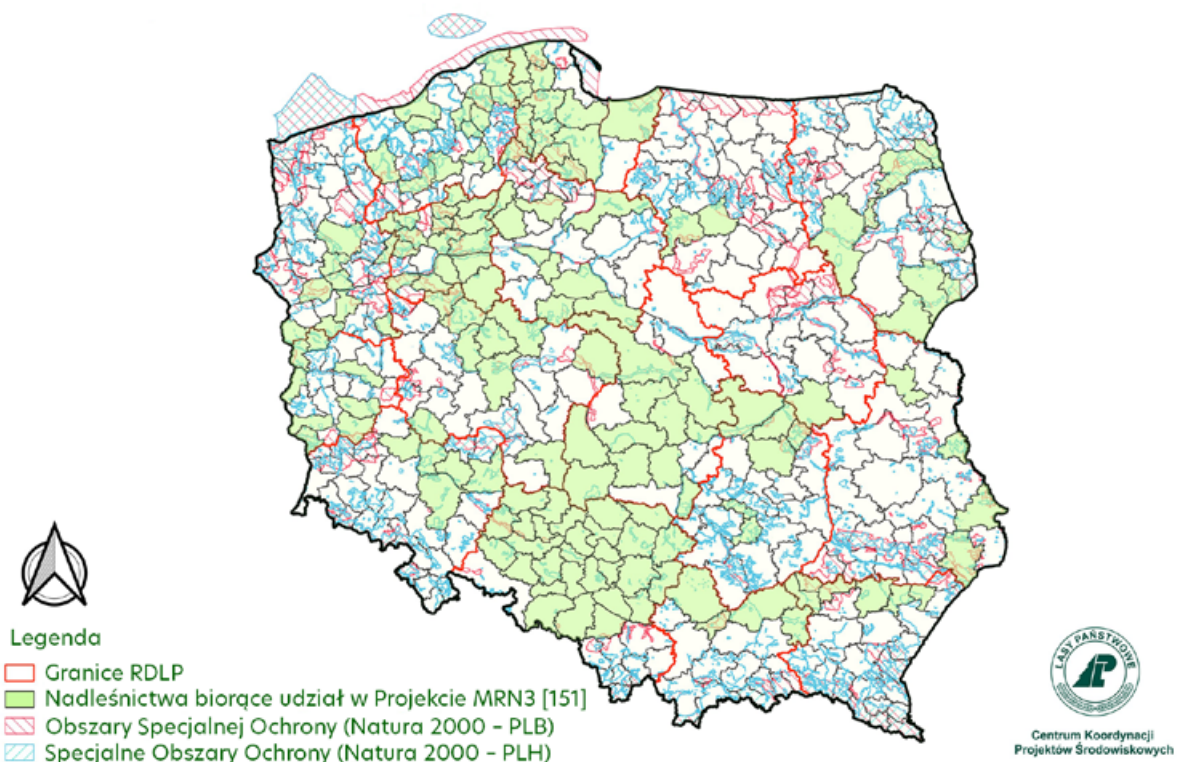 Legenda
Granice RDLP
Nadleśnictwa biorące udział w Projekcie MRN3 [151]
Obszary Specjalnej Ochrony (Natura 2000 - PLB)
Specjalne Obszary Ochrony (Natura 2000 - PLH)
LASY PAŃSTWOWE
Centrum Koordynacji
Projektów Środowiskowych